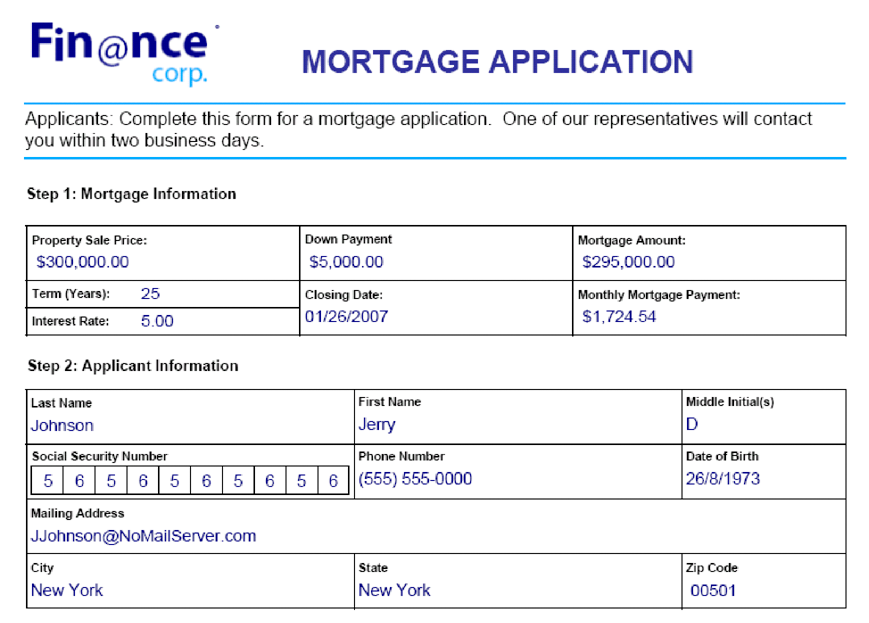 Fin@nce
corp.
MORTGAGE APPLICATION
Applicants: Complete this form for a mortgage application. One of our representatives will contact
you within two business days.
Step 1: Mortgage Information
Property Sale Price: Down Payment Mortgage Amount:
$300,000.00 $5,000.00 $295,000.00
Term (Years): 25 Closing Date: Monthly Mortgage Payment:
Interest Rate: 5.00 01/26/2007 $1,724.54
Step 2: Applicant Information
Last Name First Name Middle Initial(s)
Johnson Jerry D
Social Security Number Phone Number Date of Birth
5 6 5 6 5 6 5 6 5 6 (555) 555-0000 26/8/1973
Mailing Address
JJohnson@NoMailServer.com
City State Zip Code
New York New York 00501